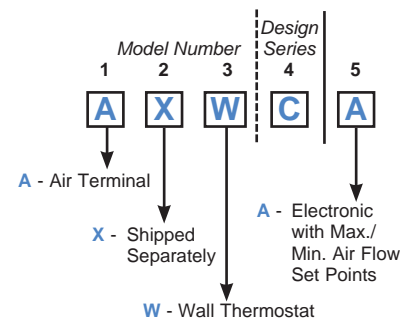 Design
Model Number Series
1 2 3 4 5
A X W C A
A - Air Terminal
X - Shipped
Separately
A - Electronic
with Max./
Min. Air Flow
Set Points
W - Wall Thermostat